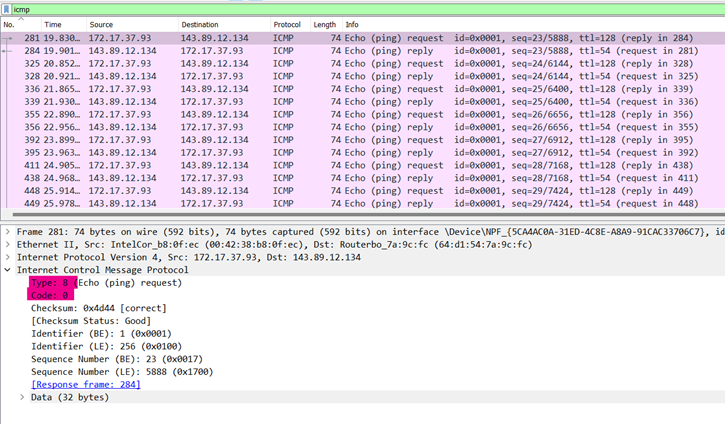 icmp
No. Time Source Destination Protocol Length Info
281 19.830… 172.17.37.93 143.89.12.134 ICMP 74 Echo (ping) request id=0x0001, seq=23/5888, ttl=128 (reply in 284)
284 19.901… 143.89.12.134 172.17.37.93 ICMP 74 Echo (ping) reply id=0x0001, seq=23/5888, ttl=54 (request in 281)
325 20.852… 172.17.37.93 143.89.12.134 ICMP 74 Echo (ping) request id=0x0001, seq=24/6144, ttl=128 (reply in 328)
328 20.921… 143.89.12.134 172.17.37.93 ICMP 74 Echo (ping) reply id=0x0001, seq=24/6144, ttl=54 (request in 325)
336 21.865… 172.17.37.93 143.89.12.134 ICMP 74 Echo (ping) request id=0x0001, seq=25/6400, ttl=128 (reply in 339)
339 21.930… 143.89.12.134 172.17.37.93 ICMP 74 Echo (ping) reply id=0x0001, seq=25/6400, ttl=54 (request in 336)
355 22.890… 172.17.37.93 143.89.12.134 ICMP 74 Echo (ping) request id=0x0001, seq=26/6656, ttl=128 (reply in 356)
356 22.956… 143.89.12.134 172.17.37.93 ICMP 74 Echo (ping) reply id=0x0001, seq=26/6656, ttl=54 (request in 355)
392 23.899… 172.17.37.93 143.89.12.134 ICMP 74 Echo (ping) request id=0x0001, seq=27/6912, ttl=128 (reply in 395)
395 23.963… 143.89.12.134 172.17.37.93 ICMP 74 Echo (ping) reply id=0x0001, seq=27/6912, ttl=54 (request in 392)
411 24.905… 172.17.37.93 143.89.12.134 ICMP 74 Echo (ping) request id=0x0001, seq=28/7168, ttl=128 (reply in 438)
438 24.968… 143.89.12.134 172.17.37.93 ICMP 74 Echo (ping) reply id=0x0001, seq=28/7168, ttl=54 (request in 411)
448 25.914… 172.17.37.93 143.89.12.134 ICMP 74 Echo (ping) request id=0x0001, seq=29/7424, ttl=128 (reply in 449)
449 25.978… 143.89.12.134 172.17.37.93 ICMP 74 Echo (ping) reply id=0x0001, seq=29/7424, ttl=54 (request in 448)
Frame 281: 74 bytes on wire (592 bits), 74 bytes captured (592 bits) on interface \Device\NPF_{5CA4AC0A-31ED-4C8E-A8A9-91CAC33706C7}, id
Ethernet II, Src: IntelCor_b8:0f:ec (00:42:38:b8:0f:ec), Dst: Routerbo_7a:9c:fc (64:d1:54:7a:9c:fc)
Internet Protocol Version 4, Src: 172.17.37.93, Dst: 143.89.12.134
Internet Control Message Protocol
Type: 8 (Echo (ping) request)
Code: 0
Checksum: 0x4d44 [correct]
[Checksum Status: Good]
Identifier (BE): 1 (0x0001)
Identifier (LE): 256 (0x0100)
Sequence Number (BE): 23 (0x0017)
Sequence Number (LE): 5888 (0x1700)
[Response frame: 284]
Data (32 bytes)